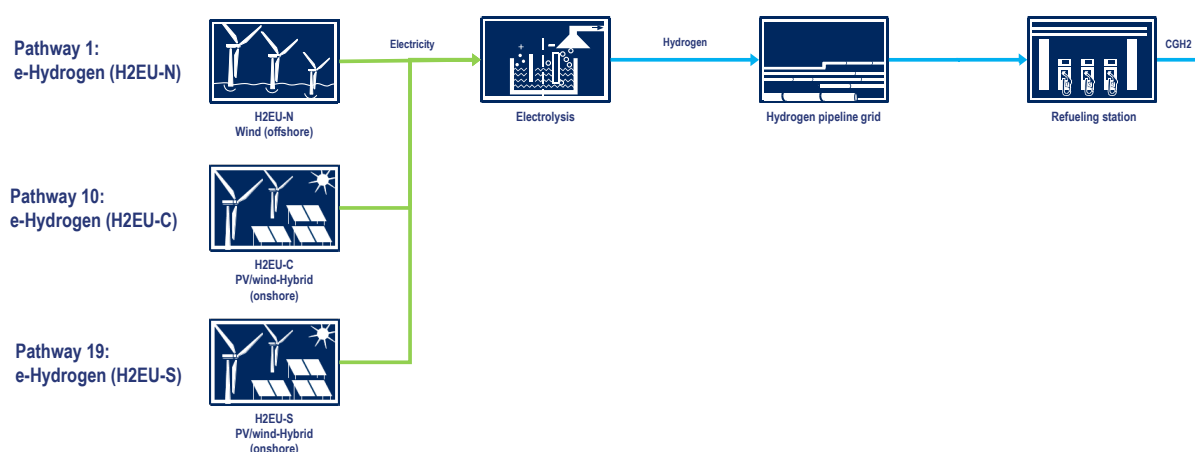 Pathway 1:
e-Hydrogen (H2EU-N)
H2EU-N
Wind (offshore)
Electricity
Electrolysis
Hydrogen
Hydrogen pipeline grid
Refueling station
CGH2
Pathway 10:
e-Hydrogen (H2EU-C)
H2EU-C
PV/wind-Hybrid
(onshore)
Pathway 19:
e-Hydrogen (H2EU-S)
H2EU-S
PV/wind-Hybrid
(onshore)